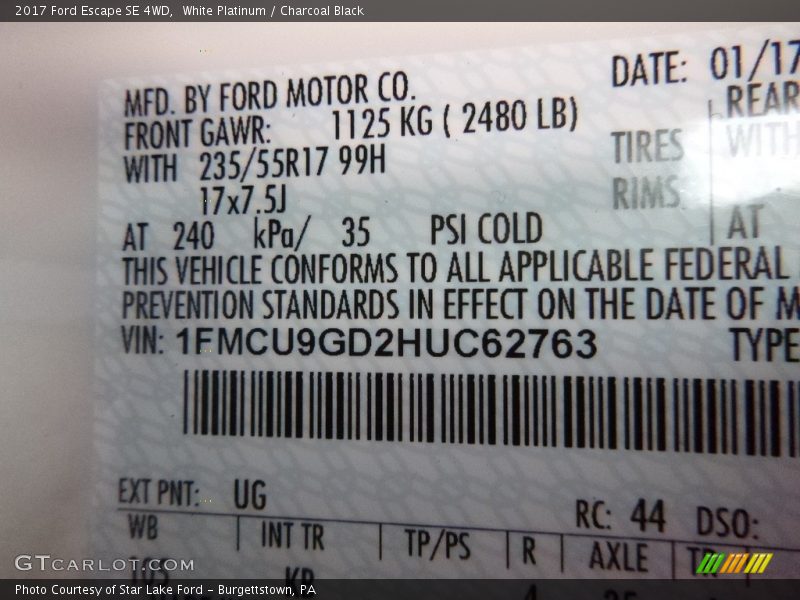 2017 Ford Escape SE 4WD, White Platinum / Charcoal Black
MFD. BY FORD MOTOR CO. DATE: 01/17
FRONT GAWR: 1125 KG ( 2480 LB) REAR
WITH 235/55R17 99H TIRES WITH
17x7.5J RIMS
AT 240 kPa/ 35 PSI COLD AT
THIS VEHICLE CONFORMS TO ALL APPLICABLE FEDERAL
PREVENTION STANDARDS IN EFFECT ON THE DATE OF M
VIN: 1FMCU9GD2HUC62763 TYPE
EXT PNT: UG RC: 44 DSO:
WB INT TR TP/PS R AXLE
105 KB
GTCARLOT.COM
Photo Courtesy of Star Lake Ford - Burgettstown, PA